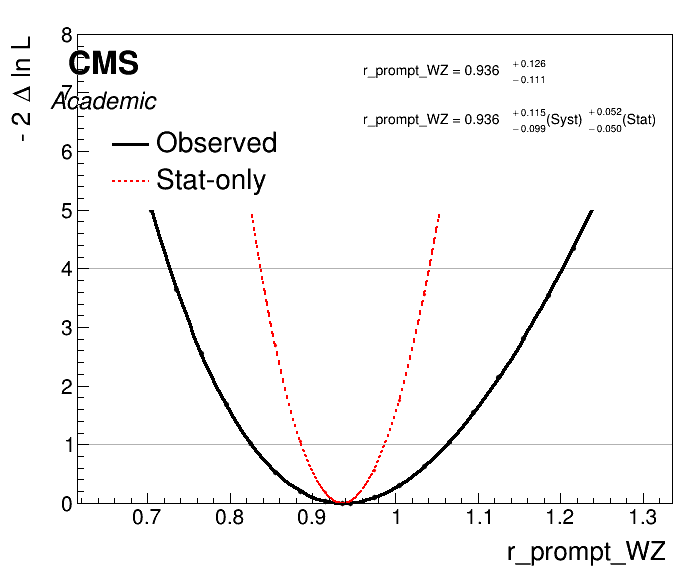 8
CMS
r_prompt_WZ = 0.936 +0.126 −0.111
7
Academic
r_prompt_WZ = 0.936 +0.115 −0.099 (Syst) +0.052 −0.050 (Stat)
- 2 Δ ln L
Observed
6
Stat-only
5
4
3
2
1
0
0.7 0.8 0.9 1 1.1 1.2 1.3
r_prompt_WZ